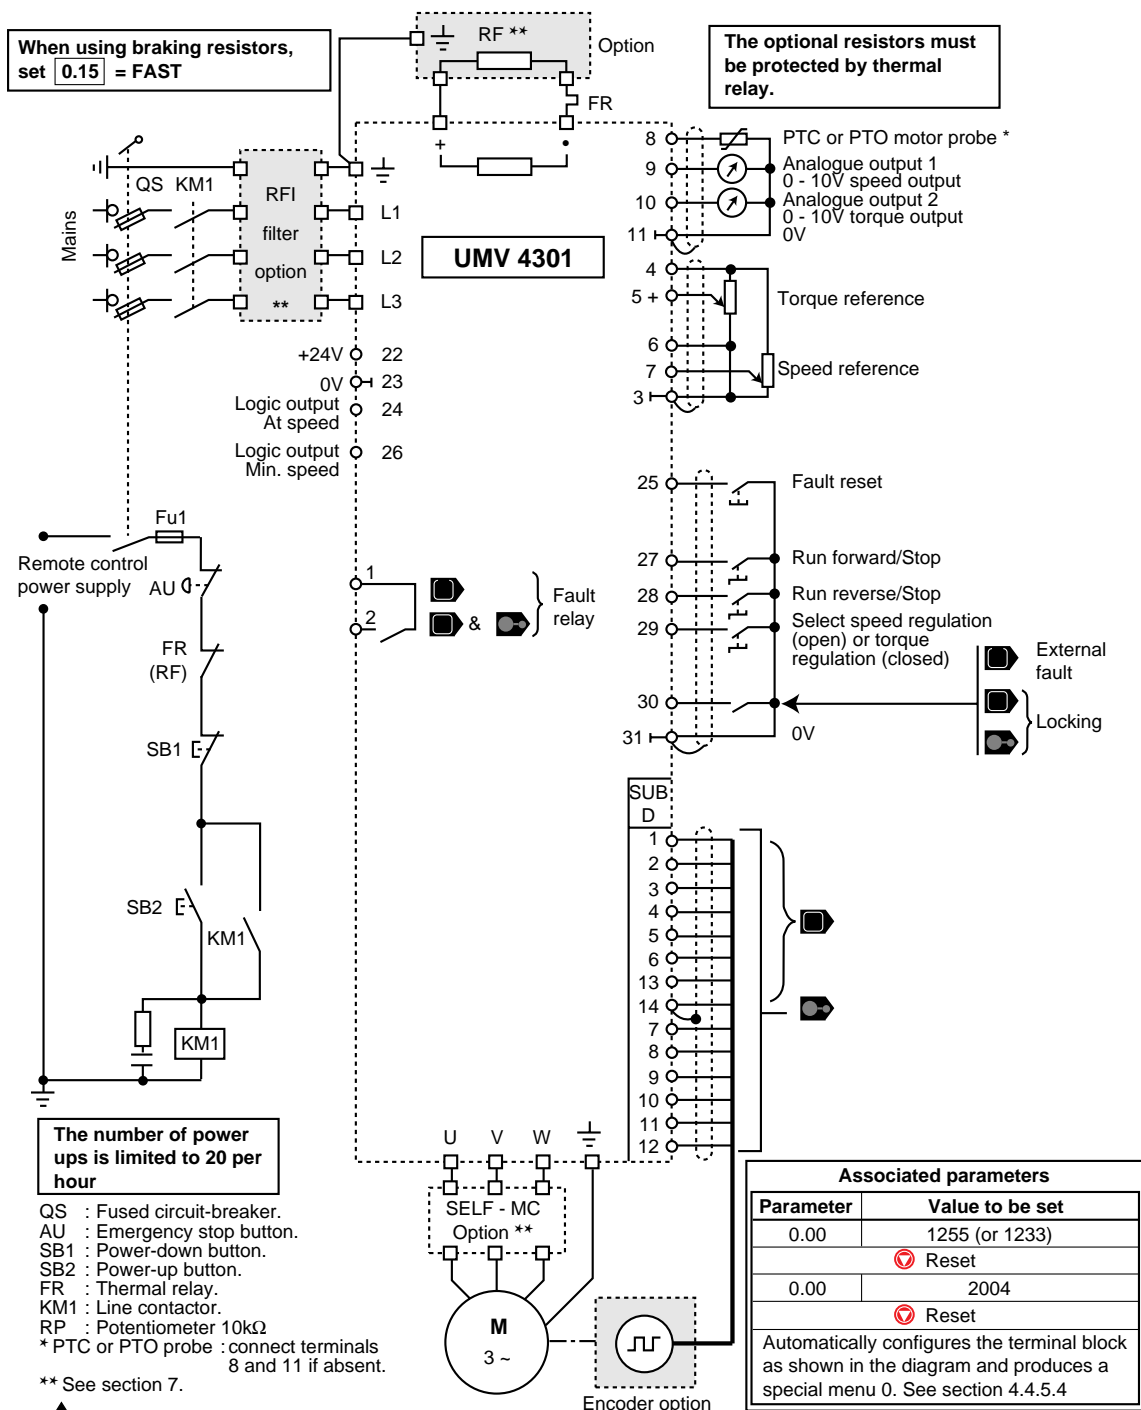 When using braking resistors,
set 0.15 = FAST
RF **
Option
FR
The optional resistors must
be protected by thermal
relay.
+
8 PTC or PTO motor probe *
9 Analogue output 1
0 - 10V speed output
10 Analogue output 2
0 - 10V torque output
11 0V
Mains
QS KM1
RFI
filter
option
**
L1
L2
L3
UMV 4301
4
5 + Torque reference
6
7 Speed reference
3
+24V 22
0V 23
Logic output
At speed
24
Logic output
Min. speed
26
25 Fault reset
27 Run forward/Stop
28 Run reverse/Stop
29 Select speed regulation
(open) or torque
regulation (closed)
30
31 0V
External
fault
Locking
1
2
&
Fault
relay
Fu1
Remote control
power supply
AU
FR
(RF)
SB1
SB2
KM1
KM1
SUB
D
1
2
3
4
5
6
13
14
7
8
9
10
11
12
U V W
SELF - MC
Option **
M
3 ~
Encoder option
The number of power
ups is limited to 20 per
hour
QS : Fused circuit-breaker.
AU : Emergency stop button.
SB1 : Power-down button.
SB2 : Power-up button.
FR : Thermal relay.
KM1 : Line contactor.
RP : Potentiometer 10kΩ
* PTC or PTO probe : connect terminals
8 and 11 if absent.
** See section 7.
Associated parameters
Parameter Value to be set
0.00 1255 (or 1233)
Reset
0.00 2004
Reset
Automatically configures the terminal block
as shown in the diagram and produces a
special menu 0. See section 4.4.5.4